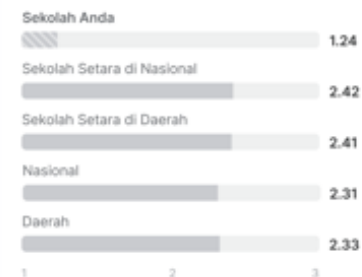 Sekolah Anda
1.24
Sekolah Setara di Nasional
2.42
Sekolah Setara di Daerah
2.41
Nasional
2.31
Daerah
2.33
1 2 3